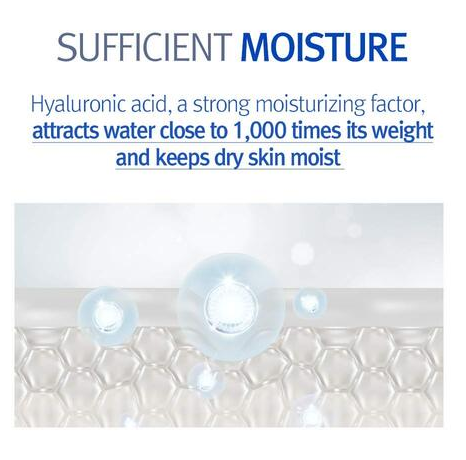 SUFFICIENT MOISTURE
Hyaluronic acid, a strong moisturizing factor,
attracts water close to 1,000 times its weight
and keeps dry skin moist